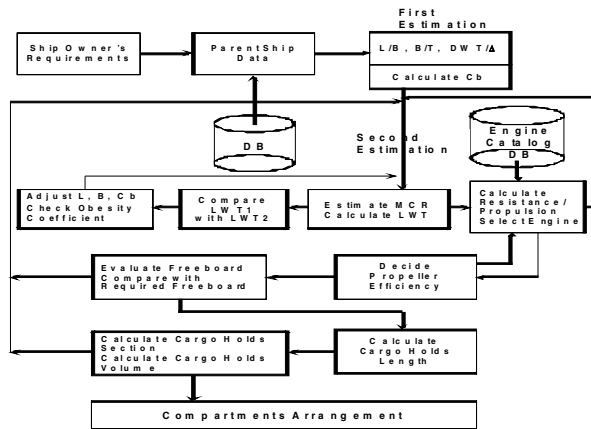 First
Estimation
Ship Owner's
Requirements
ParentShip
Data
L/B, B/T, DWT/Δ
Calculate Cb
DB
Second
Estimation
Engine
Catalog
DB
Adjust L, B, Cb
Check Obesity
Coefficient
Compare
LWT1
with LWT2
Estimate MCR
Calculate LWT
Calculate
Resistance/
Propulsion
SelectEngine
Evaluate Freeboard
Compare with
Required Freeboard
Decide
Propeller
Efficiency
Calculate Cargo Holds
Section
Calculate Cargo Holds
Volume
Calculate
Cargo Holds
Length
Compartments Arrangement